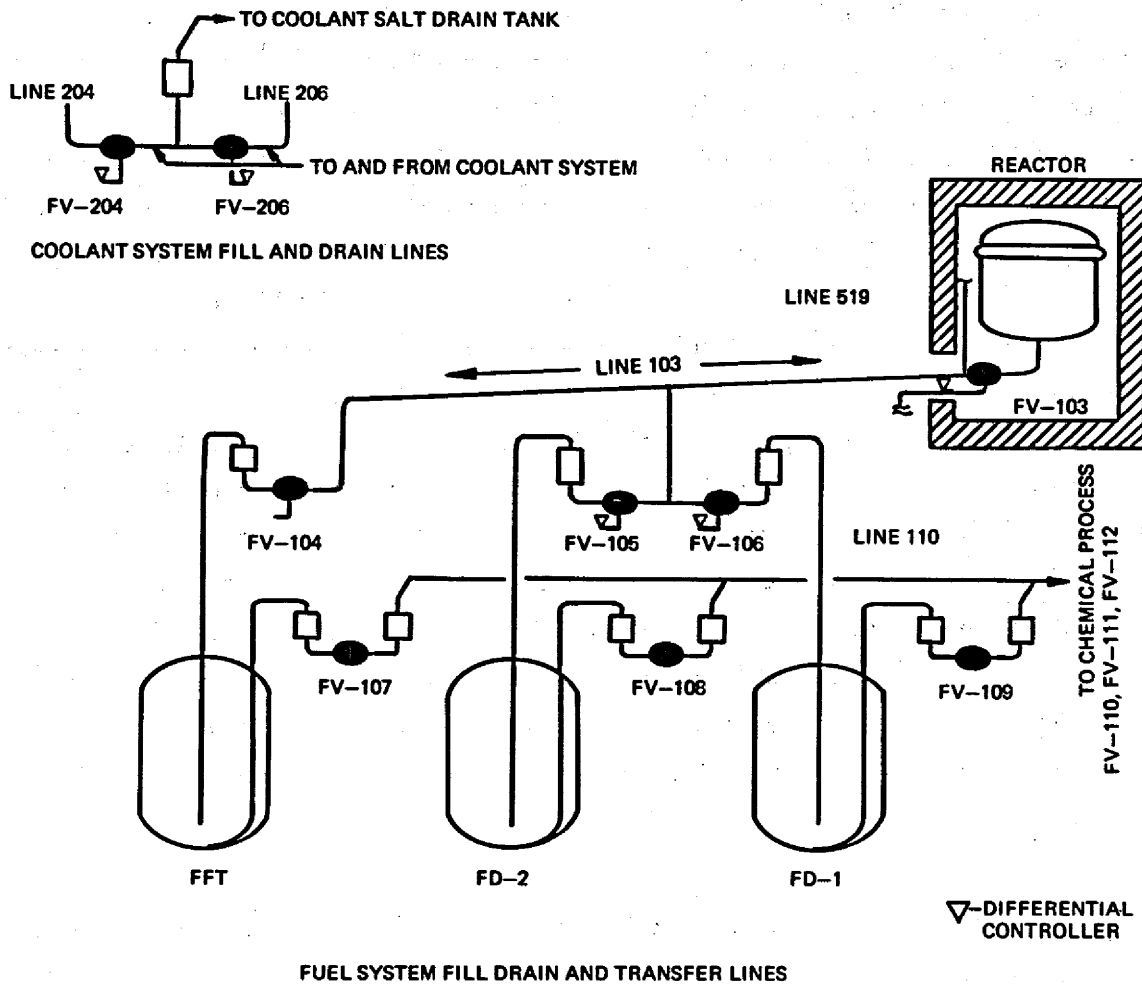 TO COOLANT SALT DRAIN TANK
LINE 204
LINE 206
TO AND FROM COOLANT SYSTEM
FV-204
FV-206
COOLANT SYSTEM FILL AND DRAIN LINES
REACTOR
LINE 519
LINE 103
FV-103
FV-104
FV-105
FV-106
LINE 110
FV-107
FV-108
FV-109
TO CHEMICAL PROCESS
FV-110, FV-111, FV-112
FFT
FD-2
FD-1
▽-DIFFERENTIAL
CONTROLLER
FUEL SYSTEM FILL DRAIN AND TRANSFER LINES